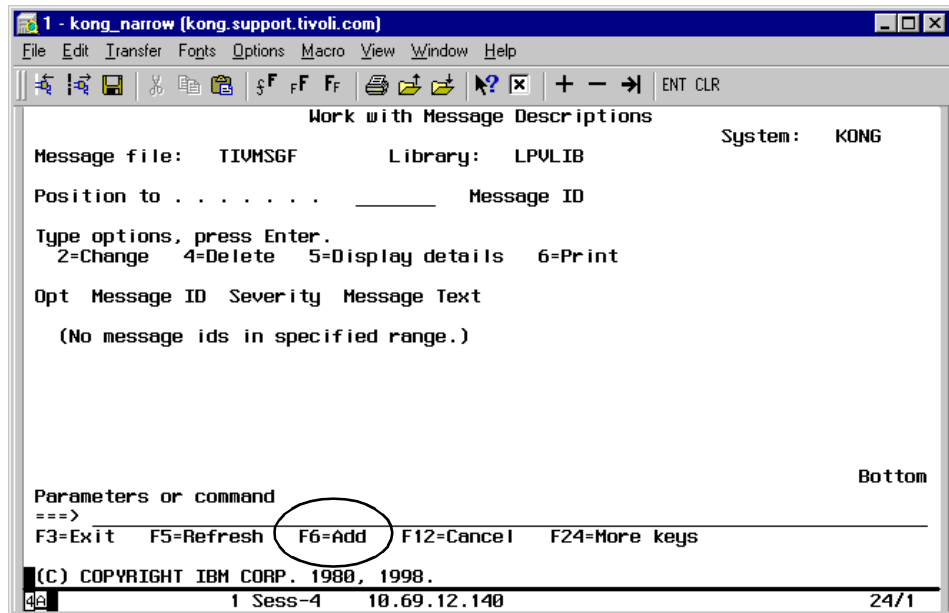 1 - kong_narrow (kong.support.tivoli.com)
File Edit Transfer Fonts Options Macro View Window Help
ENT CLR
Work with Message Descriptions
System: KONG
Message file: TIVMSGF Library: LPVLIB
Position to . . . . . . . _______ Message ID
Type options, press Enter.
2=Change 4=Delete 5=Display details 6=Print
Opt Message ID Severity Message Text
(No message ids in specified range.)
Bottom
Parameters or command
===>
F3=Exit F5=Refresh F6=Add F12=Cancel F24=More keys
(C) COPYRIGHT IBM CORP. 1980, 1998.
4A 1 Sess-4 10.69.12.140 24/1